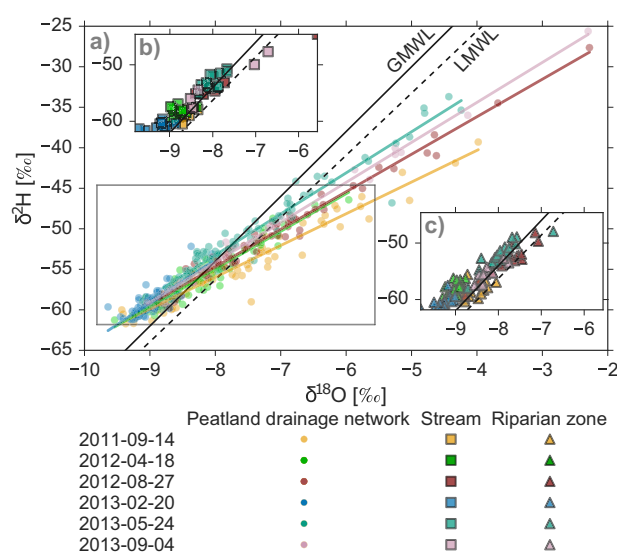 a)
b)
c)
GMWL
LMWL
−25
−30
−35
−40
−45
−50
−55
−60
−65
δ²H [‰]
−50
−60
−9 −8 −7 −6
−50
−60
−9 −8 −7 −6
−10 −9 −8 −7 −6 −5 −4 −3 −2
δ¹⁸O [‰]
Peatland drainage network Stream Riparian zone
2011-09-14
2012-04-18
2012-08-27
2013-02-20
2013-05-24
2013-09-04